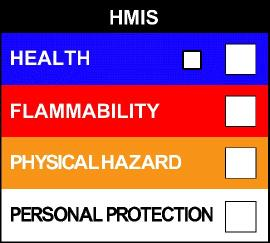 HMIS
HEALTH
FLAMMABILITY
PHYSICAL HAZARD
PERSONAL PROTECTION